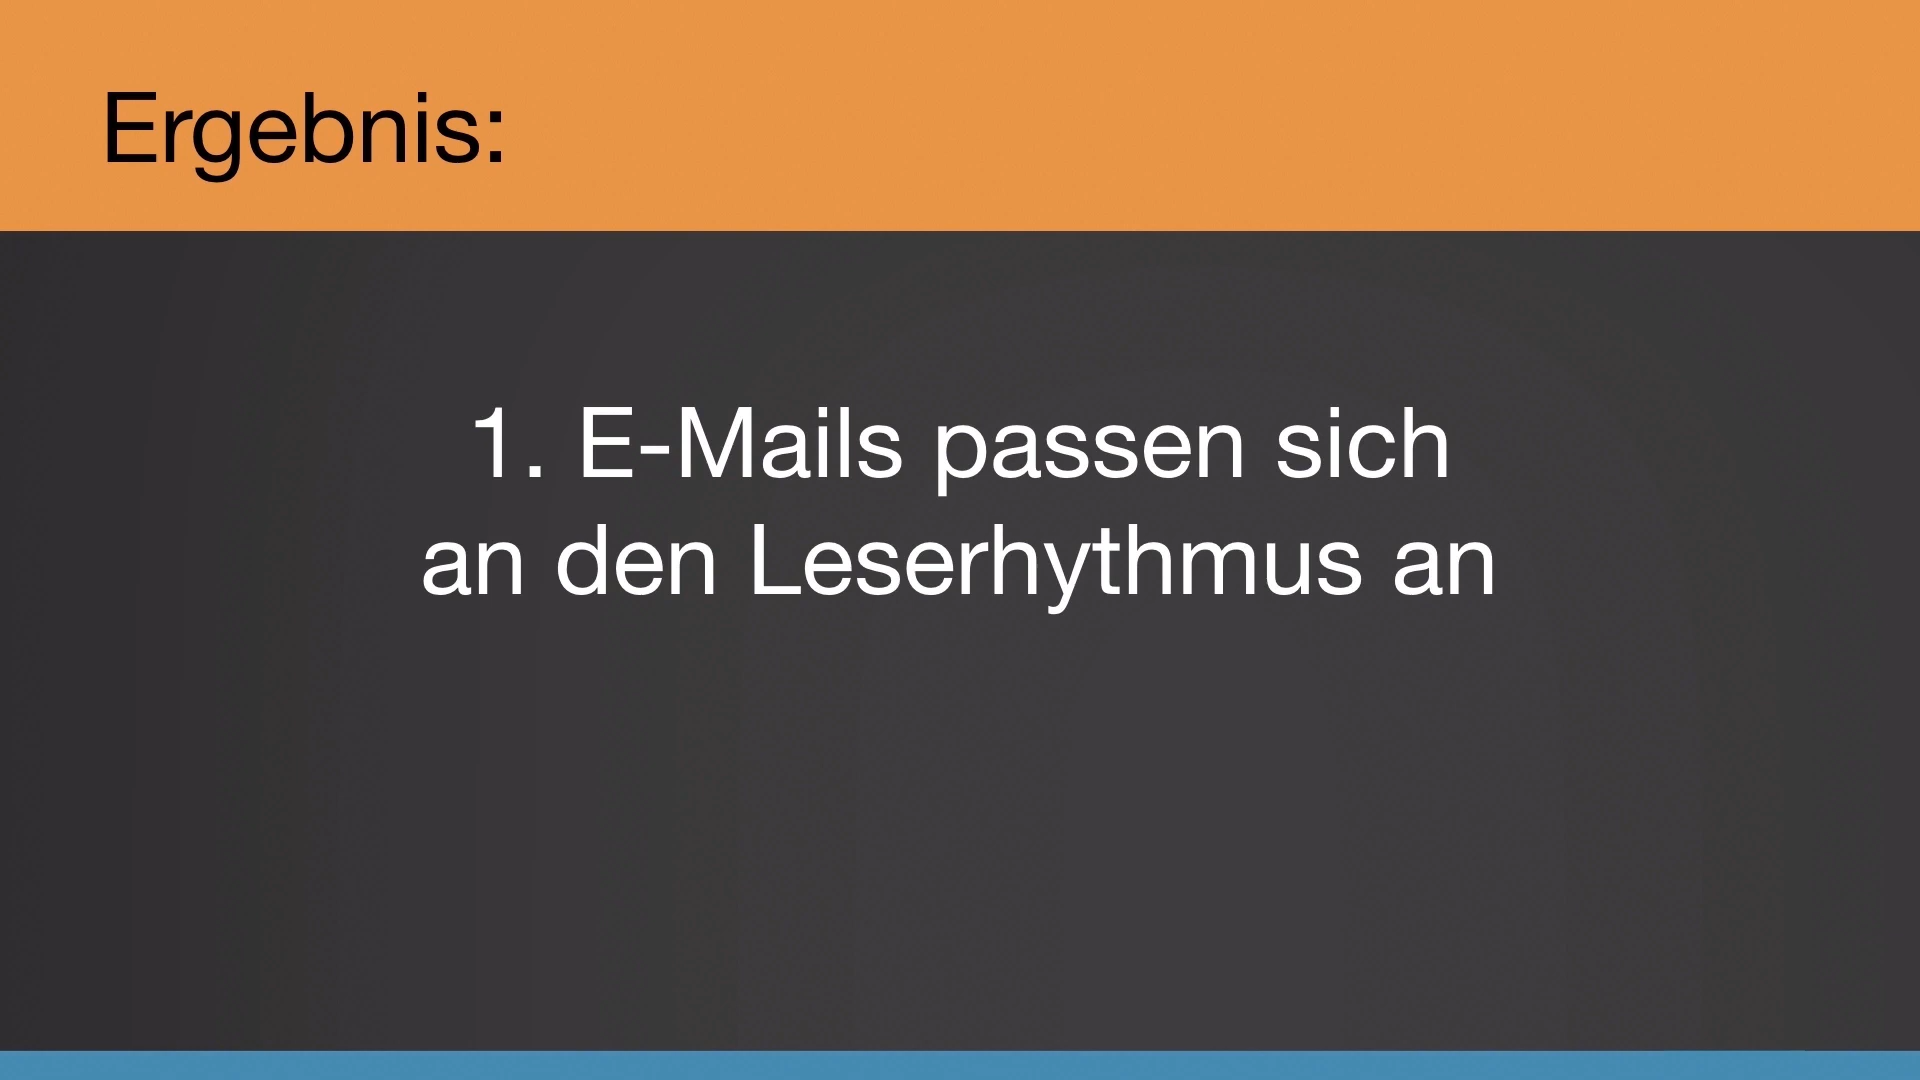 Ergebnis:
1. E-Mails passen sich
an den Leserhythmus an